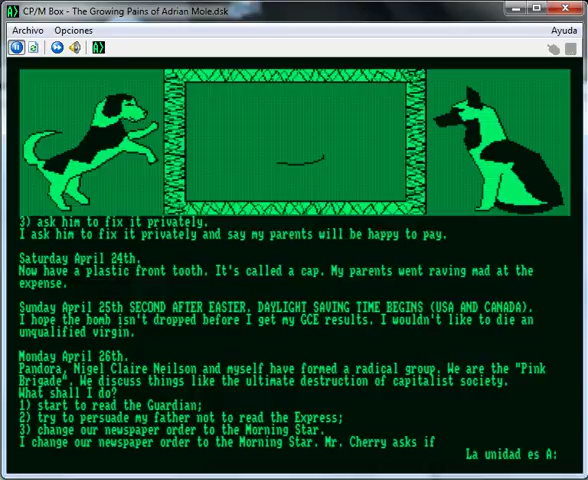 CP/M Box - The Growing Pains of Adrian Mole.dsk
Archivo Opciones Ayuda
A>
3) ask him to fix it privately.
I ask him to fix it privately and say my parents will be happy to pay.
Saturday April 24th.
Now have a plastic front tooth. It's called a cap. My parents went raving mad at the
expense.
Sunday April 25th SECOND AFTER EASTER. DAYLIGHT SAVING TIME BEGINS (USA AND CANADA).
I hope the bomb isn't dropped before I get my GCE results. I wouldn't like to die an
unqualified virgin.
Monday April 26th.
Pandora, Nigel Claire Neilson and myself have formed a radical group. We are the "Pink
Brigade". We discuss things like the ultimate destruction of capitalist society.
What shall I do?
1) start to read the Guardian;
2) try to persuade my father not to read the Express;
3) change our newspaper order to the Morning Star.
I change our newspaper order to the Morning Star. Mr. Cherry asks if
La unidad es A: